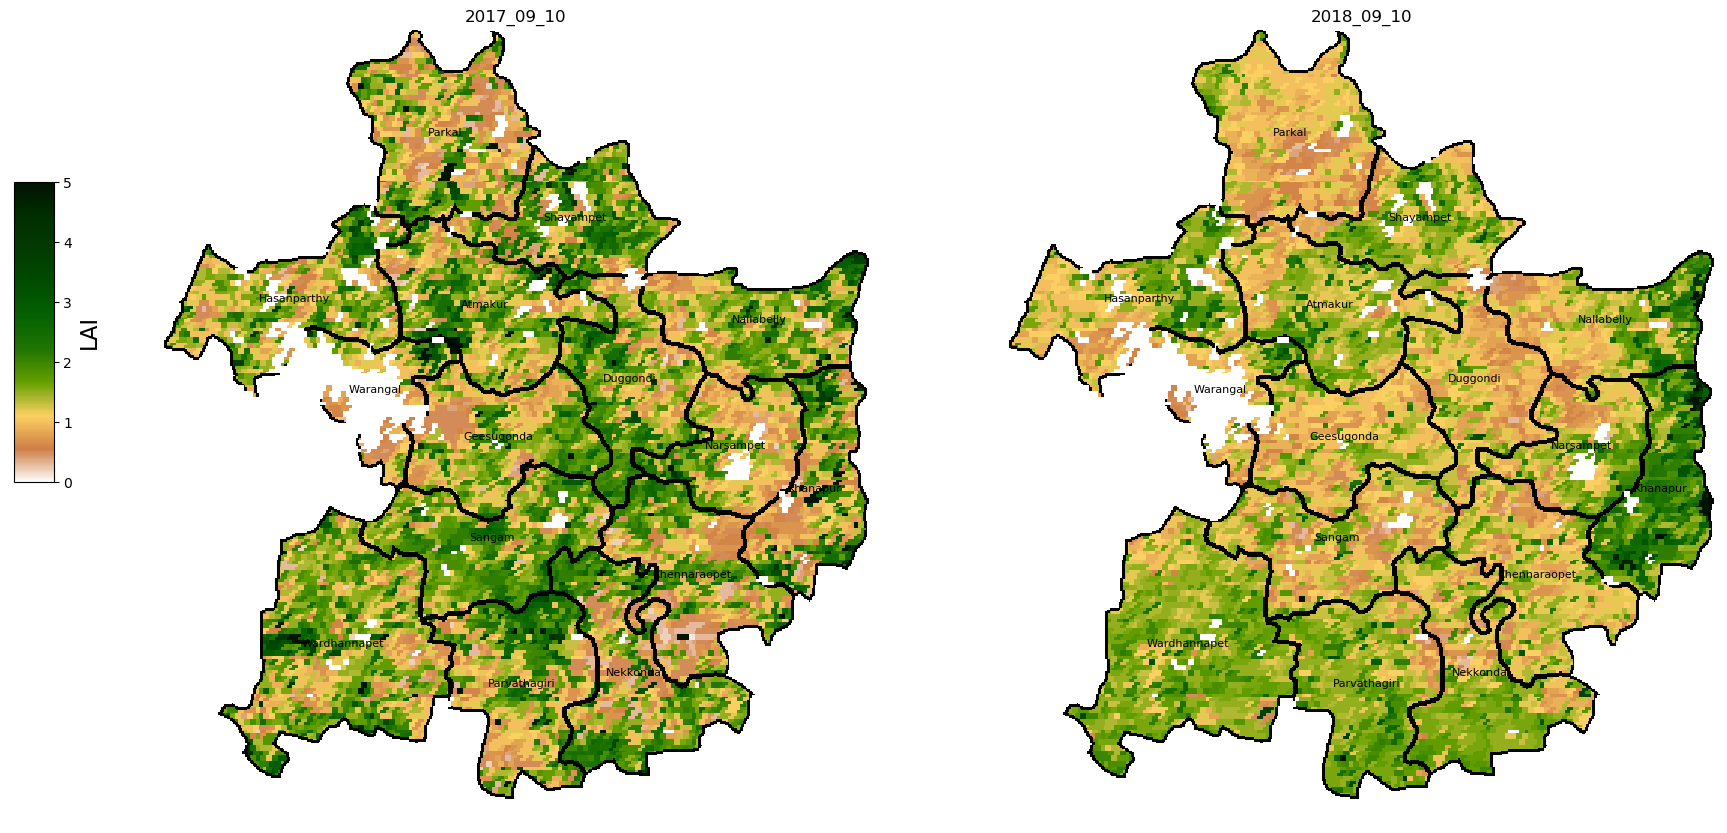 2017_09_10
2018_09_10
5
4
3
2
1
0
LAI
Parkal
Shayampet
Hasanparthy
Atmakur
Nallabelly
Warangal
Duggondi
Geesugonda
Narsampet
Khanapur
Sangam
Chennaraopet
Wardhannapet
Nekkonda
Parvathagiri
Parkal
Shayampet
Hasanparthy
Atmakur
Nallabelly
Warangal
Duggondi
Geesugonda
Narsampet
Khanapur
Sangam
Chennaraopet
Wardhannapet
Nekkonda
Parvathagiri